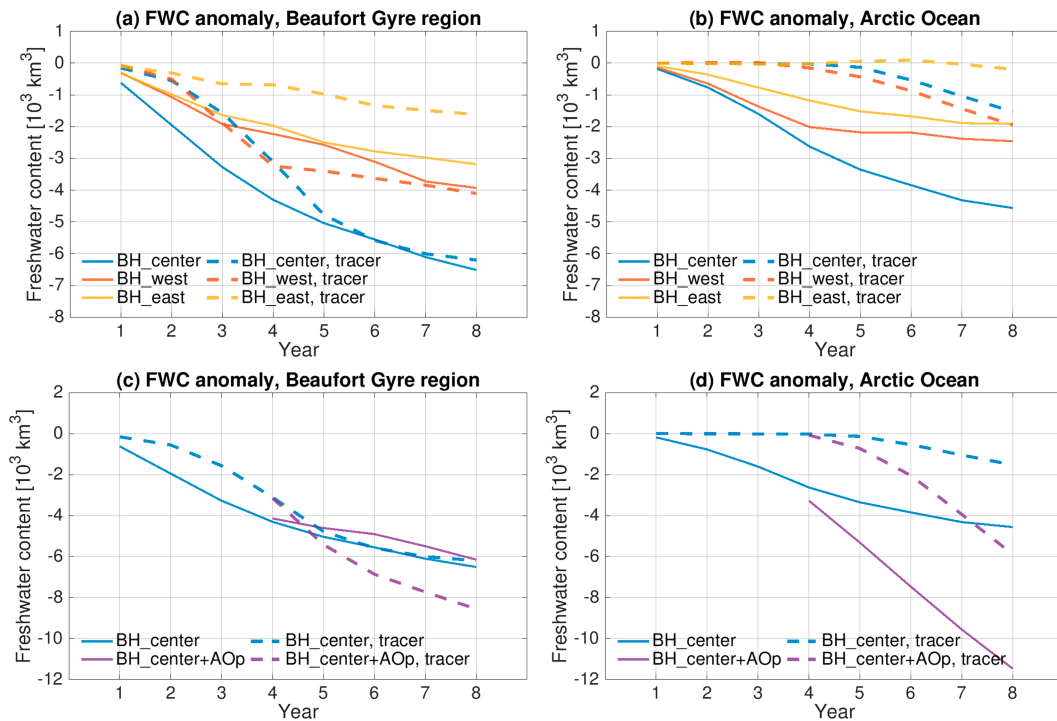 (a) FWC anomaly, Beaufort Gyre region
Freshwater content [10³ km³]
1
0
-1
-2
-3
-4
-5
-6
-7
-8
BH_center
BH_west
BH_east
BH_center, tracer
BH_west, tracer
BH_east, tracer
1 2 3 4 5 6 7 8
Year
(b) FWC anomaly, Arctic Ocean
Freshwater content [10³ km³]
1
0
-1
-2
-3
-4
-5
-6
-7
-8
BH_center
BH_west
BH_east
BH_center, tracer
BH_west, tracer
BH_east, tracer
1 2 3 4 5 6 7 8
Year
(c) FWC anomaly, Beaufort Gyre region
Freshwater content [10³ km³]
2
0
-2
-4
-6
-8
-10
-12
BH_center
BH_center+AOp
BH_center, tracer
BH_center+AOp, tracer
1 2 3 4 5 6 7 8
Year
(d) FWC anomaly, Arctic Ocean
Freshwater content [10³ km³]
2
0
-2
-4
-6
-8
-10
-12
BH_center
BH_center+AOp
BH_center, tracer
BH_center+AOp, tracer
1 2 3 4 5 6 7 8
Year